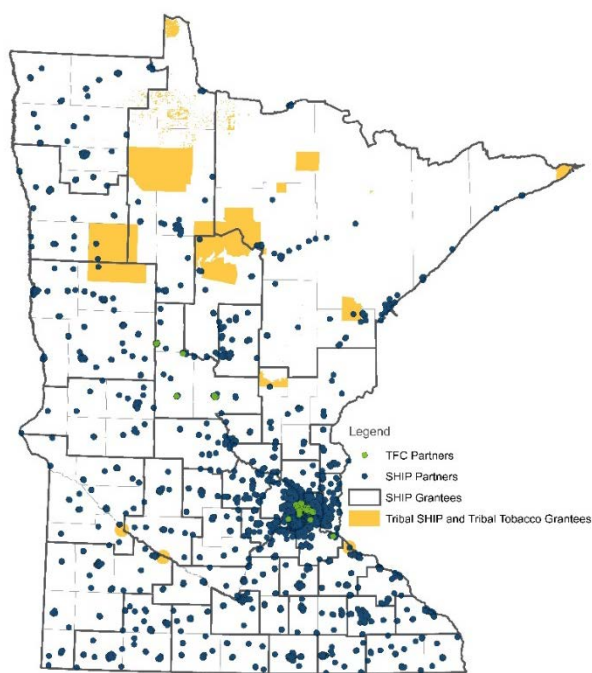 Legend
TFC Partners
SHIP Partners
SHIP Grantees
Tribal SHIP and Tribal Tobacco Grantees